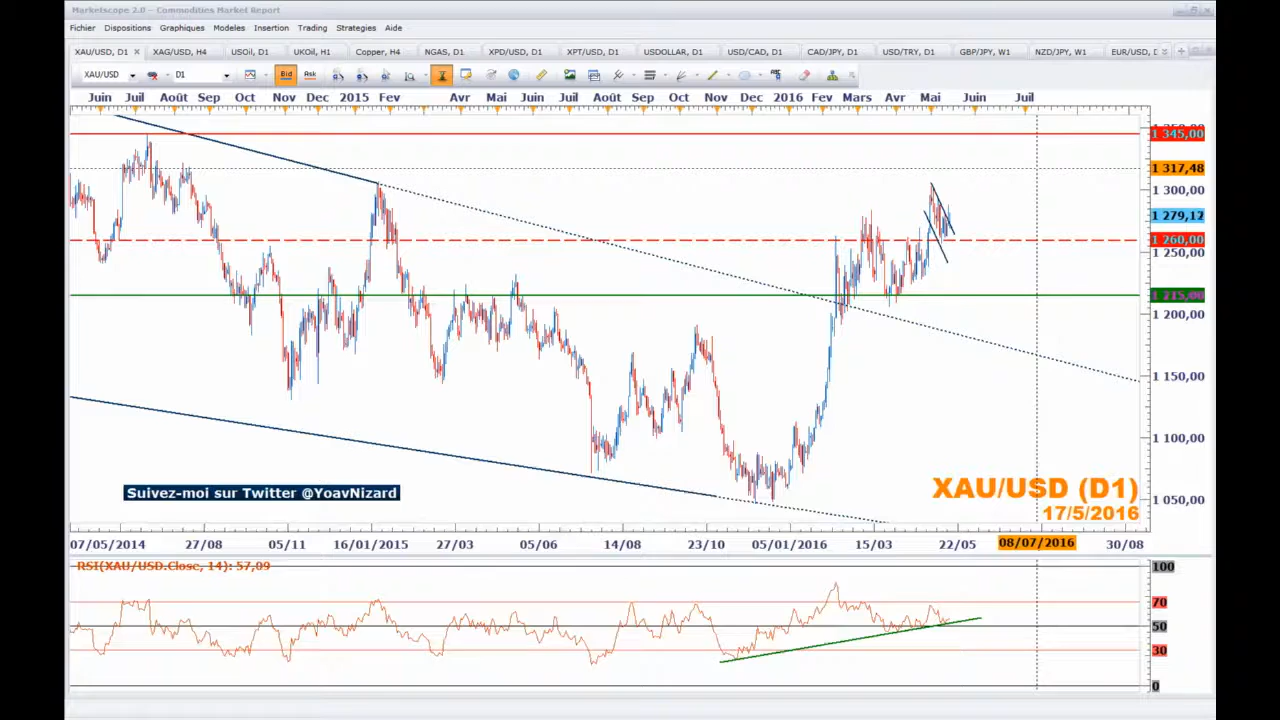 Marketscope 2.0 - Commodities Market Report
Fichier Dispositions Graphiques Modeles Insertion Trading Strategies Aide
XAU/USD, D1 XAG/USD, H4 USOil, D1 UKOil, H1 Copper, H4 NGAS, D1 XPD/USD, D1 XPT/USD, D1 USDOLLAR, D1 USD/CAD, D1 CAD/JPY, D1 USD/TRY, D1 GBP/JPY, W1 NZD/JPY, W1 EUR/USD, D
XAU/USD D1 Bid Ask
Juin Juil Août Sep Oct Nov Dec 2015 Fev Avr Mai Juin Juil Août Sep Oct Nov Dec 2016 Fev Mars Avr Mai Juin Juil
1 345,00
1 317,48
1 300,00
1 279,12
1 260,00
1 250,00
1 215,00
1 200,00
1 150,00
1 100,00
Suivez-moi sur Twitter @YoavNizard
XAU/USD (D1)
1 050,00
17/5/2016
07/05/2014 27/08 05/11 16/01/2015 27/03 05/06 14/08 23/10 05/01/2016 15/03 22/05 08/07/2016 30/08
RSI(XAU/USD.Close, 14): 57,09
100
70
50
30
0